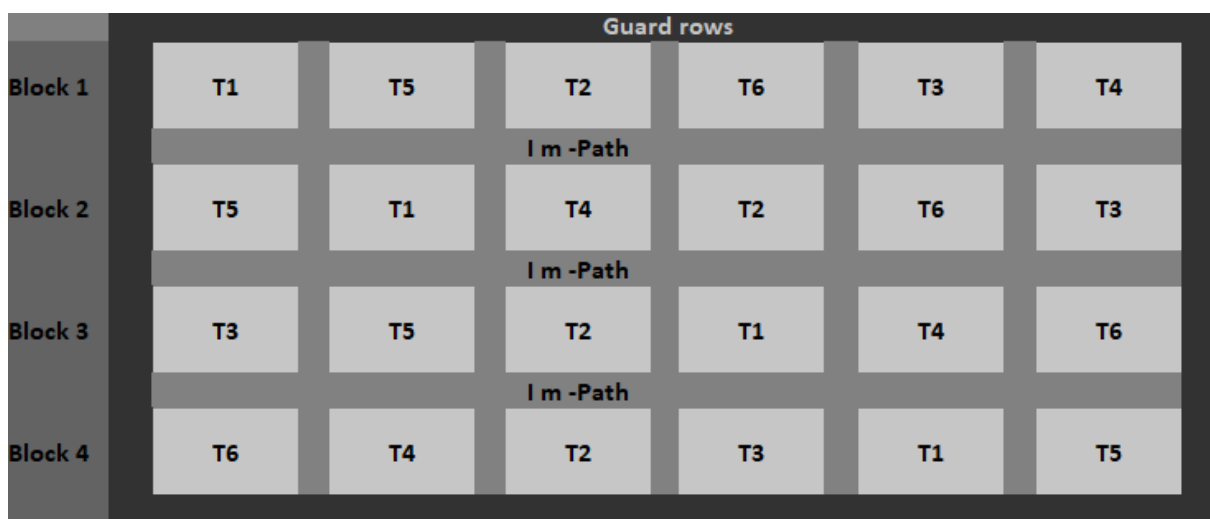 Guard rows
Block 1 T1 T5 T2 T6 T3 T4
I m -Path
Block 2 T5 T1 T4 T2 T6 T3
I m -Path
Block 3 T3 T5 T2 T1 T4 T6
I m -Path
Block 4 T6 T4 T2 T3 T1 T5